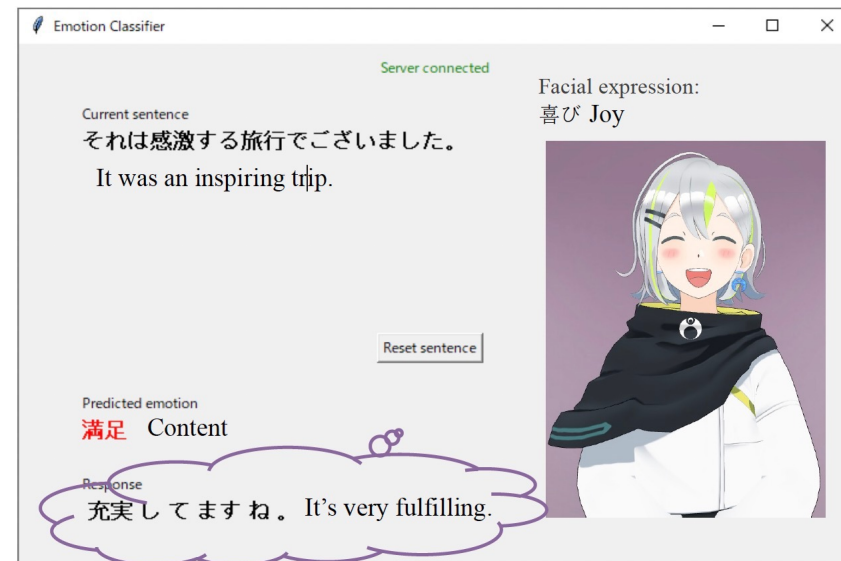 Emotion Classifier
Server connected
Facial expression:
喜び Joy
Current sentence
それは感激する旅行でございました。
It was an inspiring trip.
Reset sentence
Predicted emotion
満足 Content
Response
充実してますね。 It's very fulfilling.